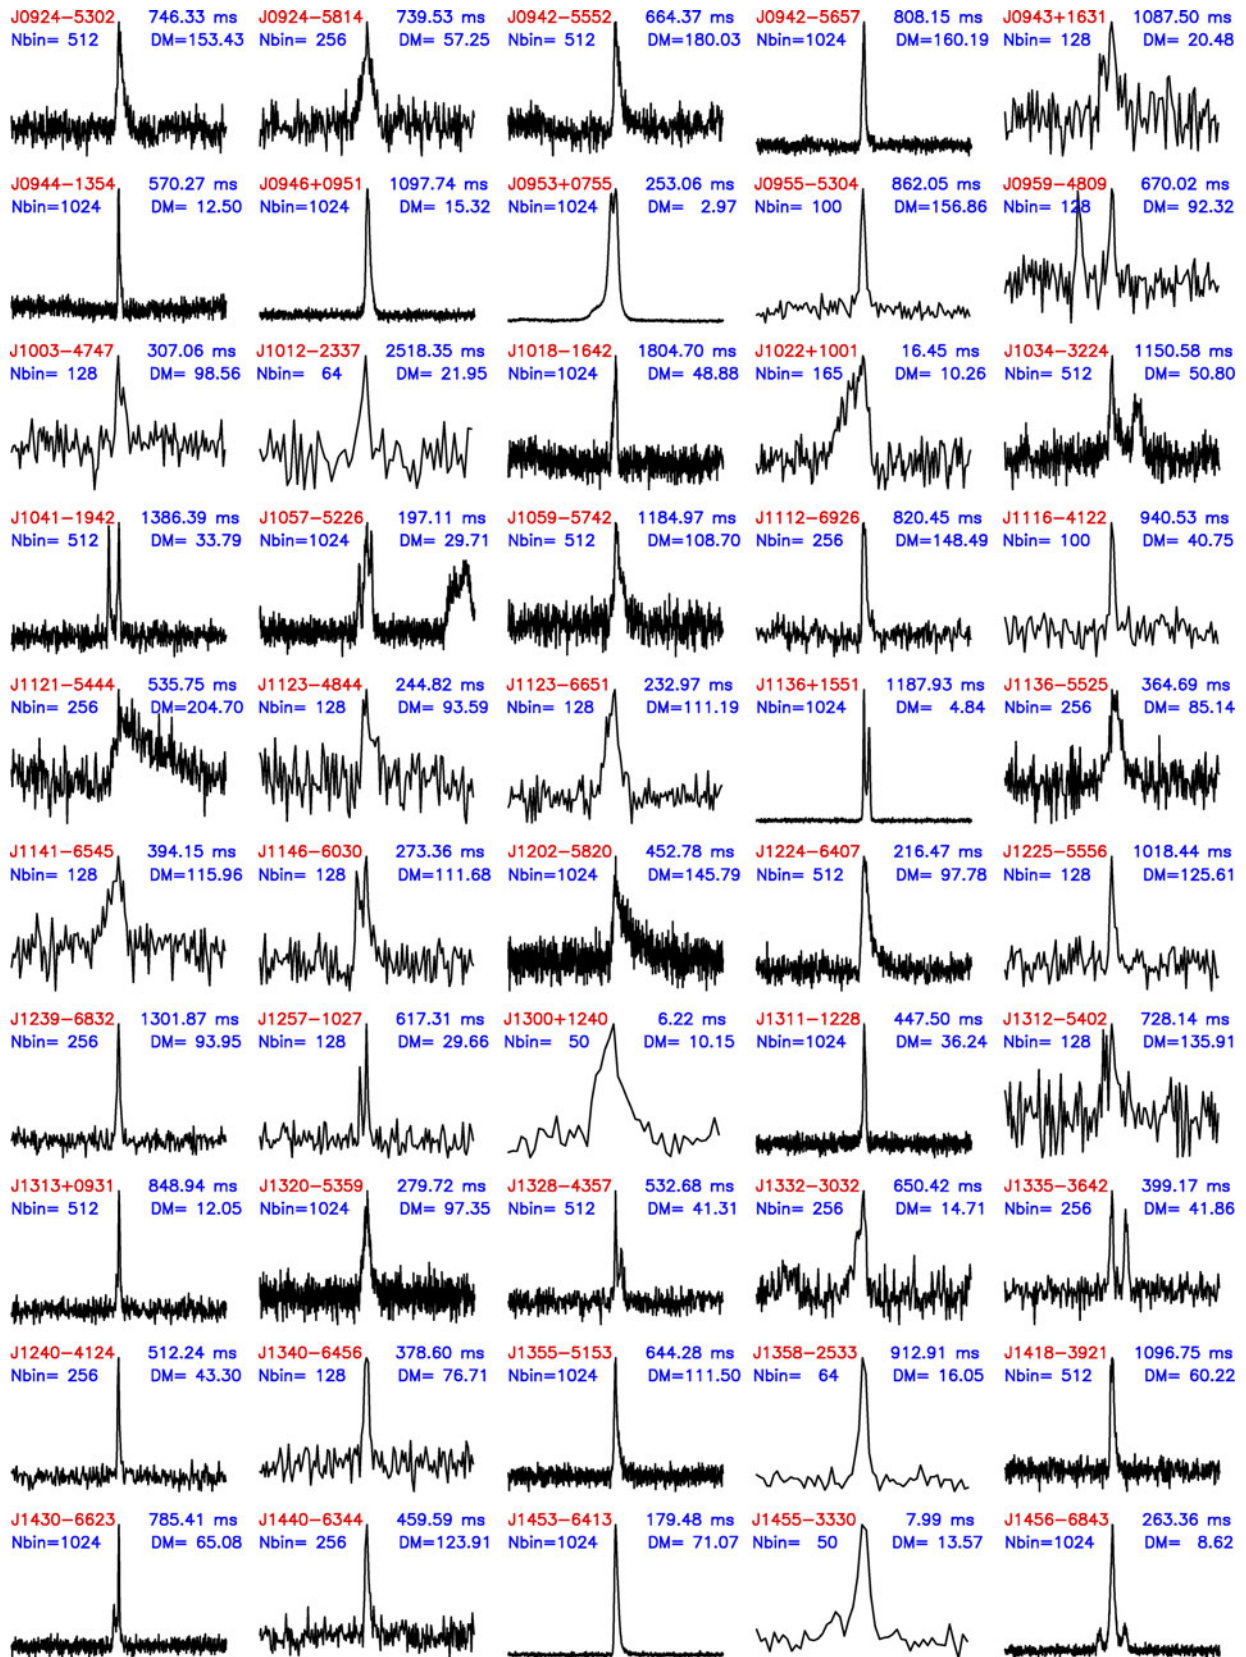 J0924-5302 746.33 ms J0924-5814 739.53 ms J0942-5552 664.37 ms J0942-5657 808.15 ms J0943+1631 1087.50 ms
Nbin= 512 DM=153.43 Nbin= 256 DM= 57.25 Nbin= 512 DM=180.03 Nbin=1024 DM=160.19 Nbin= 128 DM= 20.48
J0944-1354 570.27 ms J0946+0951 1097.74 ms J0953+0755 253.06 ms J0955-5304 862.05 ms J0959-4809 670.02 ms
Nbin=1024 DM= 12.50 Nbin=1024 DM= 15.32 Nbin=1024 DM= 2.97 Nbin= 100 DM=156.86 Nbin= 128 DM= 92.32
J1003-4747 307.06 ms J1012-2337 2518.35 ms J1018-1642 1804.70 ms J1022+1001 16.45 ms J1034-3224 1150.58 ms
Nbin= 128 DM= 98.56 Nbin= 64 DM= 21.95 Nbin=1024 DM= 48.88 Nbin= 165 DM= 10.26 Nbin= 512 DM= 50.80
J1041-1942 1386.39 ms J1057-5226 197.11 ms J1059-5742 1184.97 ms J1112-6926 820.45 ms J1116-4122 940.53 ms
Nbin= 512 DM= 33.79 Nbin=1024 DM= 29.71 Nbin= 512 DM=108.70 Nbin= 256 DM=148.49 Nbin= 100 DM= 40.75
J1121-5444 535.75 ms J1123-4844 244.82 ms J1123-6651 232.97 ms J1136+1551 1187.93 ms J1136-5525 364.69 ms
Nbin= 256 DM=204.70 Nbin= 128 DM= 93.59 Nbin= 128 DM=111.19 Nbin=1024 DM= 4.84 Nbin= 256 DM= 85.14
J1141-6545 394.15 ms J1146-6030 273.36 ms J1202-5820 452.78 ms J1224-6407 216.47 ms J1225-5556 1018.44 ms
Nbin= 128 DM=115.96 Nbin= 128 DM=111.68 Nbin=1024 DM=145.79 Nbin= 512 DM= 97.78 Nbin= 128 DM=125.61
J1239-6832 1301.87 ms J1257-1027 617.31 ms J1300+1240 6.22 ms J1311-1228 447.50 ms J1312-5402 728.14 ms
Nbin= 256 DM= 93.95 Nbin= 128 DM= 29.66 Nbin= 50 DM= 10.15 Nbin=1024 DM= 36.24 Nbin= 128 DM=135.91
J1313+0931 848.94 ms J1320-5359 279.72 ms J1328-4357 532.68 ms J1332-3032 650.42 ms J1335-3642 399.17 ms
Nbin= 512 DM= 12.05 Nbin=1024 DM= 97.35 Nbin= 512 DM= 41.31 Nbin= 256 DM= 14.71 Nbin= 256 DM= 41.86
J1240-4124 512.24 ms J1340-6456 378.60 ms J1355-5153 644.28 ms J1358-2533 912.91 ms J1418-3921 1096.75 ms
Nbin= 256 DM= 43.30 Nbin= 128 DM= 76.71 Nbin=1024 DM=111.50 Nbin= 64 DM= 16.05 Nbin= 512 DM= 60.22
J1430-6623 785.41 ms J1440-6344 459.59 ms J1453-6413 179.48 ms J1455-3330 7.99 ms J1456-6843 263.36 ms
Nbin=1024 DM= 65.08 Nbin= 256 DM=123.91 Nbin=1024 DM= 71.07 Nbin= 50 DM= 13.57 Nbin=1024 DM= 8.62